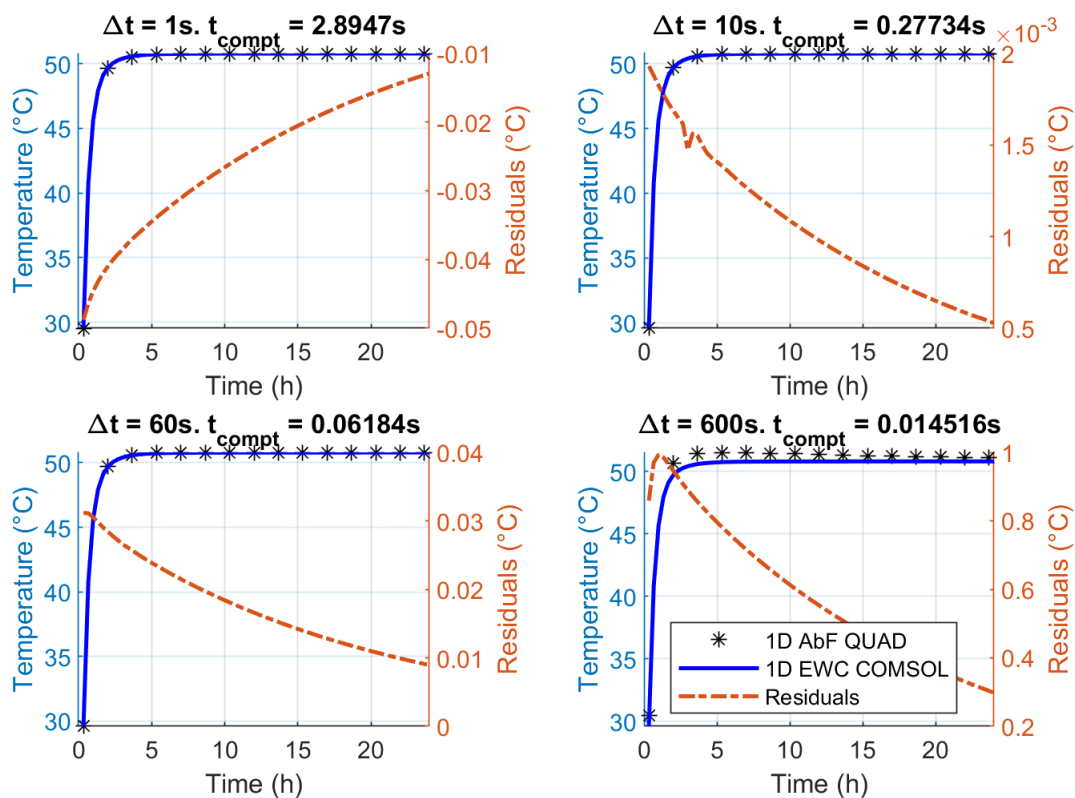 Δt = 1s. t_compt = 2.8947s
Temperature (°C)
50
45
40
35
30
-0.01
-0.02
-0.03
-0.04
-0.05
Residuals (°C)
0 5 10 15 20
Time (h)
Δt = 10s. t_compt = 0.27734s
×10^-3
Temperature (°C)
50
45
40
35
30
2
1.5
1
0.5
Residuals (°C)
0 5 10 15 20
Time (h)
Δt = 60s. t_compt = 0.06184s
Temperature (°C)
50
45
40
35
30
0.04
0.03
0.02
0.01
0
Residuals (°C)
0 5 10 15 20
Time (h)
Δt = 600s. t_compt = 0.014516s
Temperature (°C)
50
45
40
35
30
1
0.8
0.6
0.4
0.2
Residuals (°C)
1D AbF QUAD
1D EWC COMSOL
Residuals
0 5 10 15 20
Time (h)